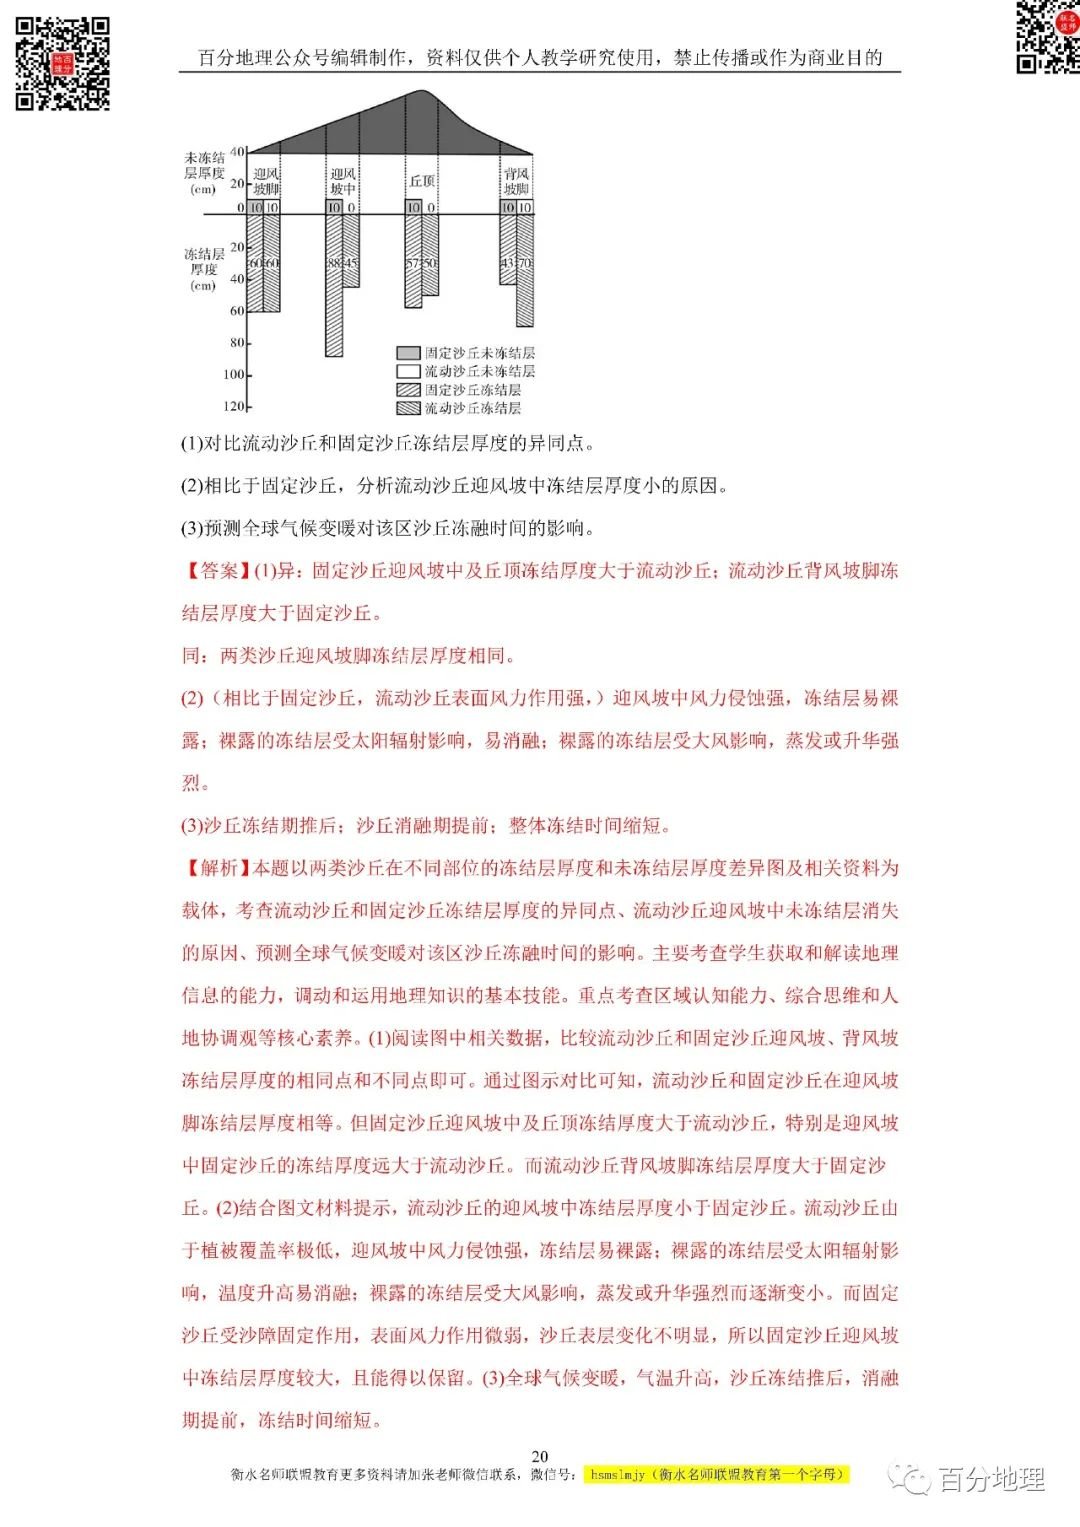 百分地理公众号编辑制作，资料仅供个人教学研究使用，禁止传播或作为商业目的
百分
地理
联名
盟师
未冻结
层厚度
(cm)
40
20
0
迎风
坡脚
迎风
坡中
丘顶
背风
坡脚
10 10 10 0 10 0 10 10
冻结层
厚度
(cm)
20
40
60
80
100
120
60 60 88 45 57 50 43 70
固定沙丘未冻结层
流动沙丘未冻结层
固定沙丘冻结层
流动沙丘冻结层
(1)对比流动沙丘和固定沙丘冻结层厚度的异同点。
(2)相比于固定沙丘，分析流动沙丘迎风坡中冻结层厚度小的原因。
(3)预测全球气候变暖对该区沙丘冻融时间的影响。
【答案】(1)异：固定沙丘迎风坡中及丘顶冻结厚度大于流动沙丘；流动沙丘背风坡脚冻
结层厚度大于固定沙丘。
同：两类沙丘迎风坡脚冻结层厚度相同。
(2)（相比于固定沙丘，流动沙丘表面风力作用强，）迎风坡中风力侵蚀强，冻结层易裸
露；裸露的冻结层受太阳辐射影响，易消融；裸露的冻结层受大风影响，蒸发或升华强
烈。
(3)沙丘冻结期推后；沙丘消融期提前；整体冻结时间缩短。
【解析】本题以两类沙丘在不同部位的冻结层厚度和未冻结层厚度差异图及相关资料为
载体，考查流动沙丘和固定沙丘冻结层厚度的异同点、流动沙丘迎风坡中未冻结层消失
的原因、预测全球气候变暖对该区沙丘冻融时间的影响。主要考查学生获取和解读地理
信息的能力，调动和运用地理知识的基本技能。重点考查区域认知能力、综合思维和人
地协调观等核心素养。(1)阅读图中相关数据，比较流动沙丘和固定沙丘迎风坡、背风坡
冻结层厚度的相同点和不同点即可。通过图示对比可知，流动沙丘和固定沙丘在迎风坡
脚冻结层厚度相等。但固定沙丘迎风坡中及丘顶冻结厚度大于流动沙丘，特别是迎风坡
中固定沙丘的冻结厚度远大于流动沙丘。而流动沙丘背风坡脚冻结层厚度大于固定沙
丘。(2)结合图文材料提示，流动沙丘的迎风坡中冻结层厚度小于固定沙丘。流动沙丘由
于植被覆盖率极低，迎风坡中风力侵蚀强，冻结层易裸露；裸露的冻结层受太阳辐射影
响，温度升高易消融；裸露的冻结层受大风影响，蒸发或升华强烈而逐渐变小。而固定
沙丘受沙障固定作用，表面风力作用微弱，沙丘表层变化不明显，所以固定沙丘迎风坡
中冻结层厚度较大，且能得以保留。(3)全球气候变暖，气温升高，沙丘冻结推后，消融
期提前，冻结时间缩短。
20
衡水名师联盟教育更多资料请加张老师微信联系，微信号： hsmslmjy（衡水名师联盟教育第一个字母）
百分地理